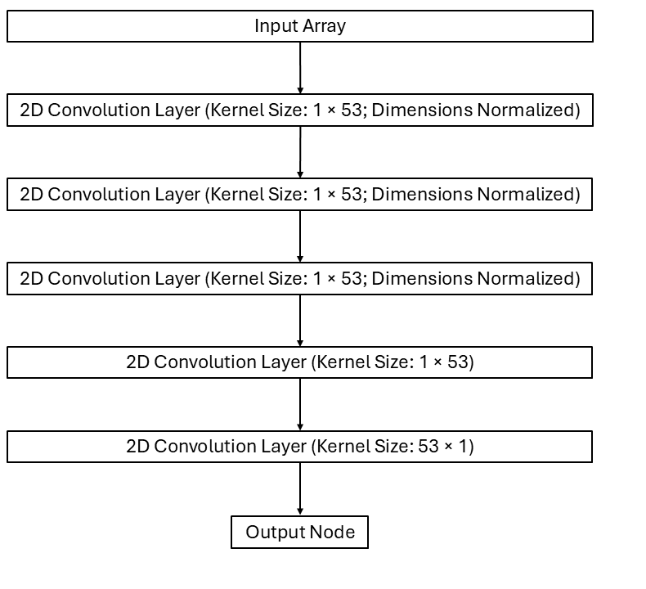 Input Array
2D Convolution Layer (Kernel Size: 1 × 53; Dimensions Normalized)
2D Convolution Layer (Kernel Size: 1 × 53; Dimensions Normalized)
2D Convolution Layer (Kernel Size: 1 × 53; Dimensions Normalized)
2D Convolution Layer (Kernel Size: 1 × 53)
2D Convolution Layer (Kernel Size: 53 × 1)
Output Node